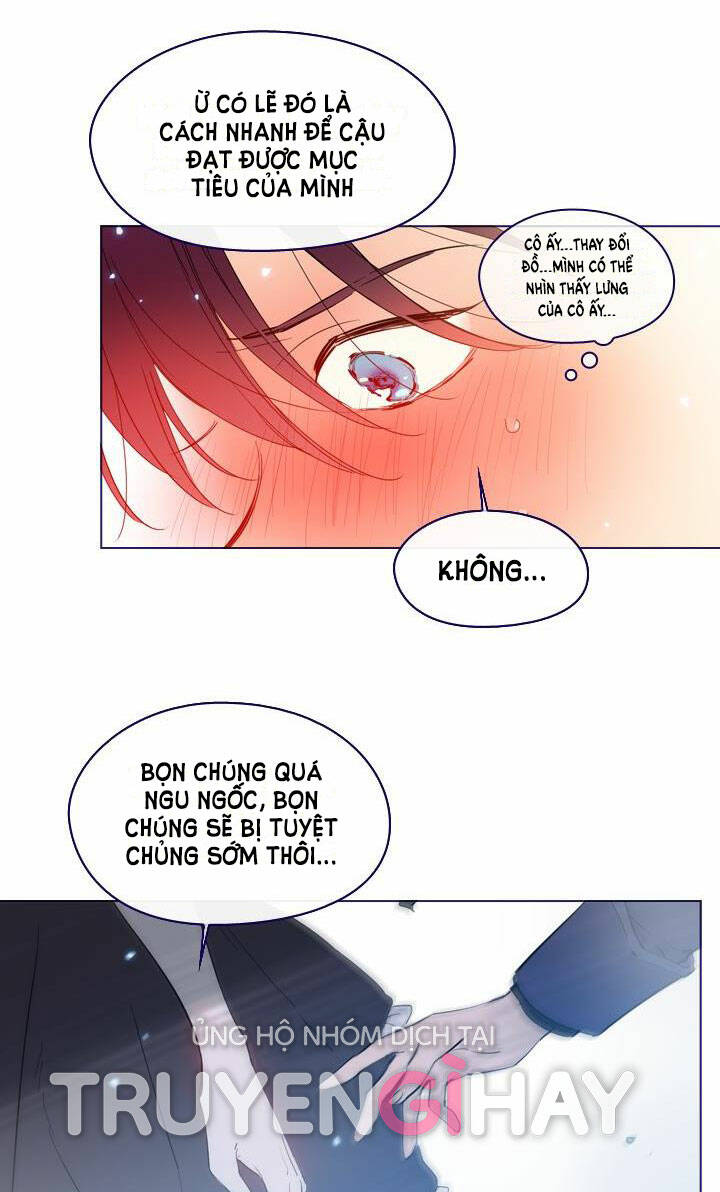 Ừ CÓ LẼ ĐÓ LÀ
CÁCH NHANH ĐỂ CẬU
ĐẠT ĐƯỢC MỤC
TIÊU CỦA MÌNH
CÔ ẤY...THAY ĐỔI
ĐỒ...MÌNH CÓ THỂ
NHÌN THẤY LƯNG
CỦA CÔ ẤY...
KHÔNG...
BỌN CHÚNG QUÁ
NGU NGỐC, BỌN
CHÚNG SẼ BỊ TUYỆT
CHỦNG SỚM THÔI...
ỦNG HỘ NHÓM DỊCH TẠI
TRUYENGÌHAY